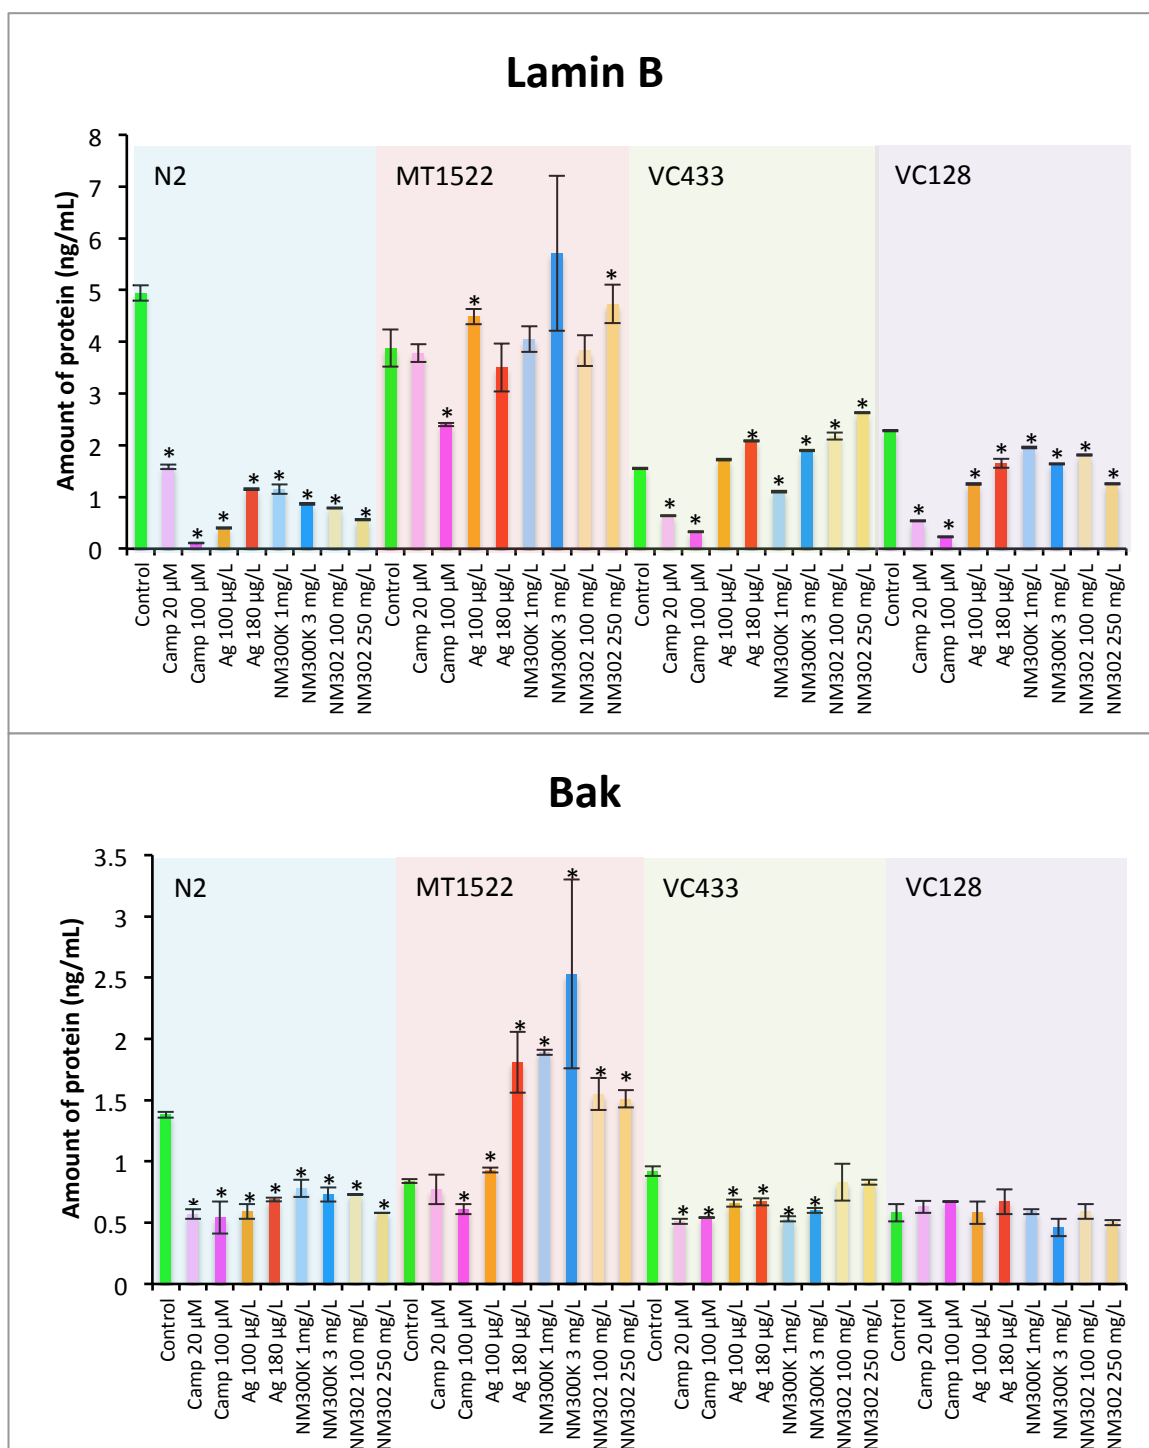 Lamin B
Amount of protein (ng/mL)
8
7
6
5
4
3
2
1
0
N2
MT1522
VC433
VC128
* * * * * * * *
* * *
* * * * * * *
* * * * * * * *
Control
Camp 20 µM
Camp 100 µM
Ag 100 µg/L
Ag 180 µg/L
NM300K 1mg/L
NM300K 3 mg/L
NM302 100 mg/L
NM302 250 mg/L
Control
Camp 20 µM
Camp 100 µM
Ag 100 µg/L
Ag 180 µg/L
NM300K 1mg/L
NM300K 3 mg/L
NM302 100 mg/L
NM302 250 mg/L
Control
Camp 20 µM
Camp 100 µM
Ag 100 µg/L
Ag 180 µg/L
NM300K 1mg/L
NM300K 3 mg/L
NM302 100 mg/L
NM302 250 mg/L
Control
Camp 20 µM
Camp 100 µM
Ag 100 µg/L
Ag 180 µg/L
NM300K 1mg/L
NM300K 3 mg/L
NM302 100 mg/L
NM302 250 mg/L
Bak
Amount of protein (ng/mL)
3.5
3
2.5
2
1.5
1
0.5
0
N2
MT1522
VC433
VC128
* * * * * * * *
* * * * * * *
* * * * * *
Control
Camp 20 µM
Camp 100 µM
Ag 100 µg/L
Ag 180 µg/L
NM300K 1mg/L
NM300K 3 mg/L
NM302 100 mg/L
NM302 250 mg/L
Control
Camp 20 µM
Camp 100 µM
Ag 100 µg/L
Ag 180 µg/L
NM300K 1mg/L
NM300K 3 mg/L
NM302 100 mg/L
NM302 250 mg/L
Control
Camp 20 µM
Camp 100 µM
Ag 100 µg/L
Ag 180 µg/L
NM300K 1mg/L
NM300K 3 mg/L
NM302 100 mg/L
NM302 250 mg/L
Control
Camp 20 µM
Camp 100 µM
Ag 100 µg/L
Ag 180 µg/L
NM300K 1mg/L
NM300K 3 mg/L
NM302 100 mg/L
NM302 250 mg/L